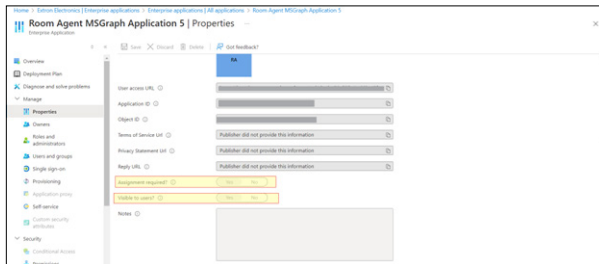 Home > Extron Electronics | Enterprise applications > Enterprise applications | All applications > Room Agent MSGraph Application 5
Room Agent MSGraph Application 5 | Properties ...
Enterprise Application
Save Discard Delete Got feedback?
Overview
Deployment Plan
Diagnose and solve problems
Manage
Properties
Owners
Roles and administrators
Users and groups
Single sign-on
Provisioning
Application proxy
Self-service
Custom security attributes
Security
Conditional Access
Permissions
RA
User access URL
Application ID
Object ID
Terms of Service Url Publisher did not provide this information
Privacy Statement Url Publisher did not provide this information
Reply URL Publisher did not provide this information
Assignment required? Yes No
Visible to users? Yes No
Notes